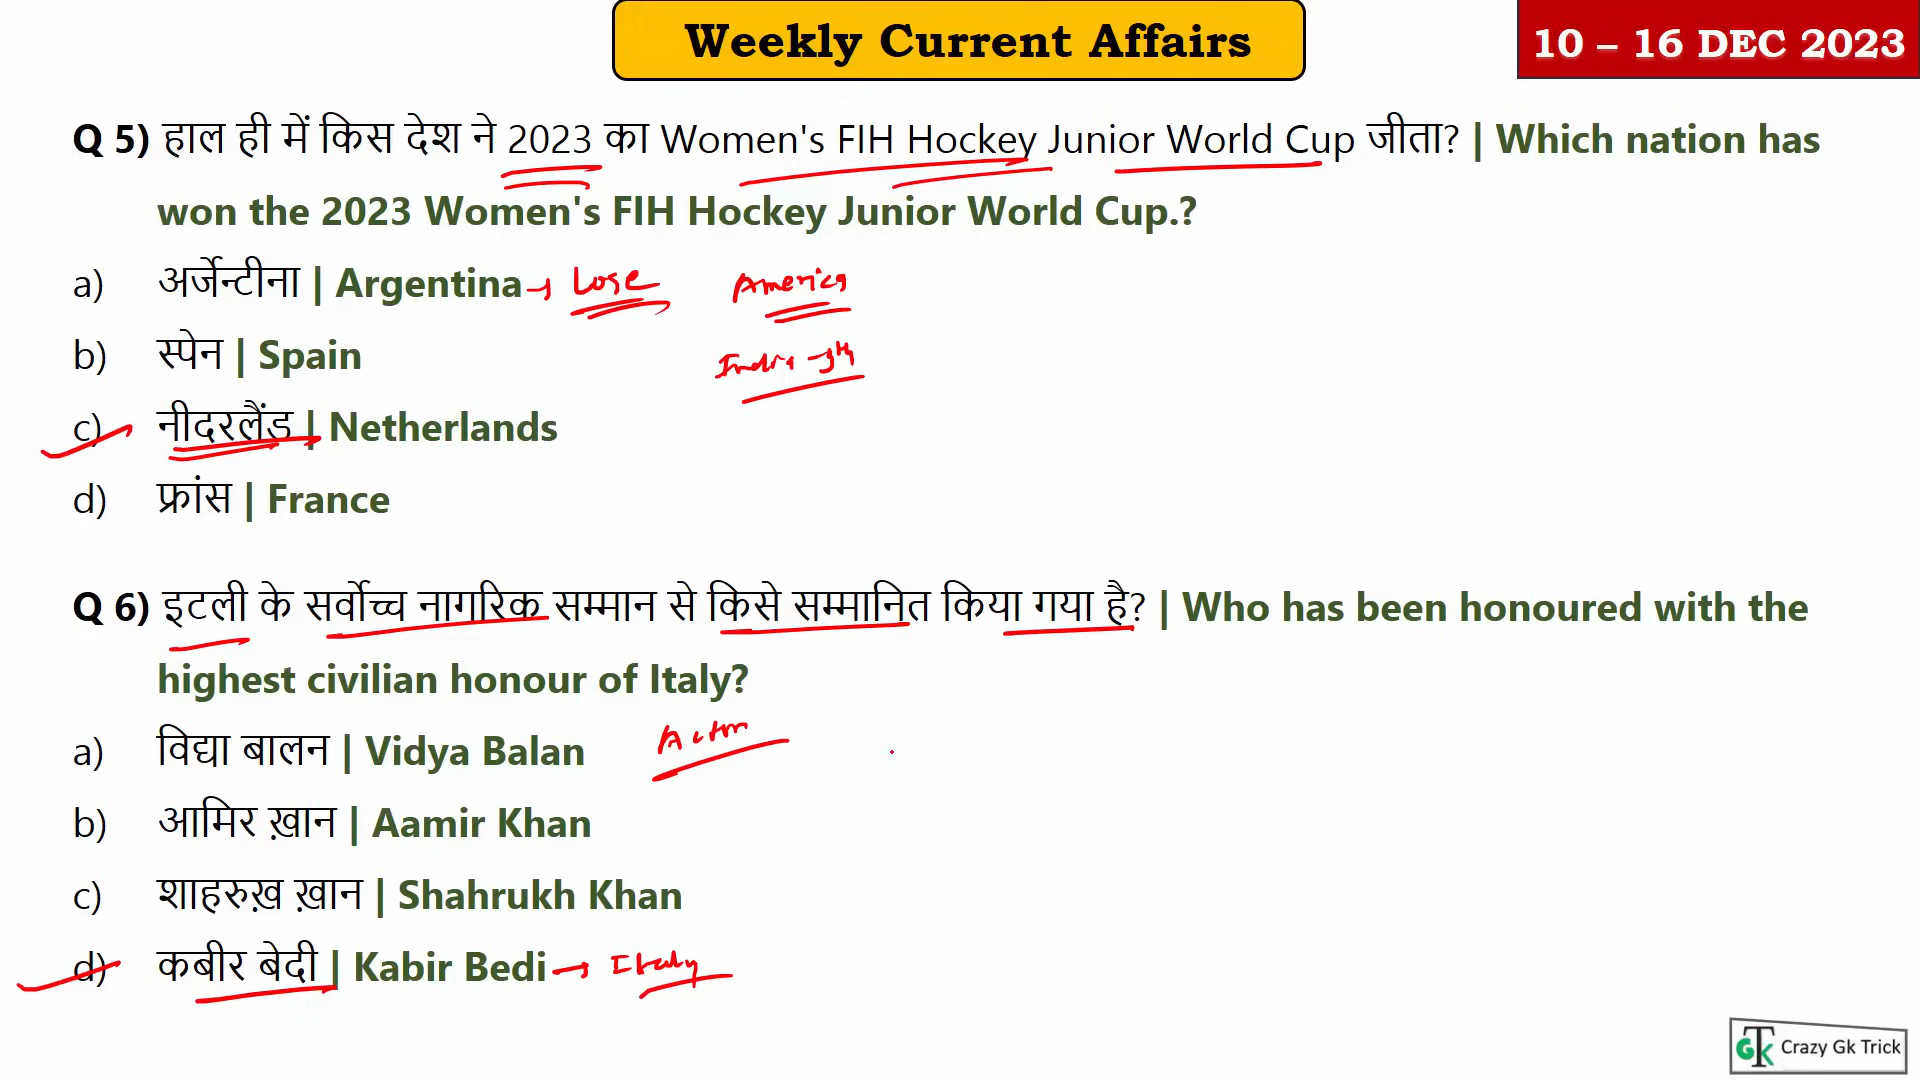 Weekly Current Affairs
10 – 16 DEC 2023
Q 5) हाल ही में किस देश ने 2023 का Women's FIH Hockey Junior World Cup जीता? | Which nation has
won the 2023 Women's FIH Hockey Junior World Cup.?
a) अर्जेन्टीना | Argentina → Lose America
b) स्पेन | Spain India
c) नीदरलैंड | Netherlands
d) फ्रांस | France
Q 6) इटली के सर्वोच्च नागरिक सम्मान से किसे सम्मानित किया गया है? | Who has been honoured with the
highest civilian honour of Italy?
a) विद्या बालन | Vidya Balan Actor
b) आमिर ख़ान | Aamir Khan
c) शाहरुख़ ख़ान | Shahrukh Khan
d) कबीर बेदी | Kabir Bedi → Italy
GTK Crazy Gk Trick